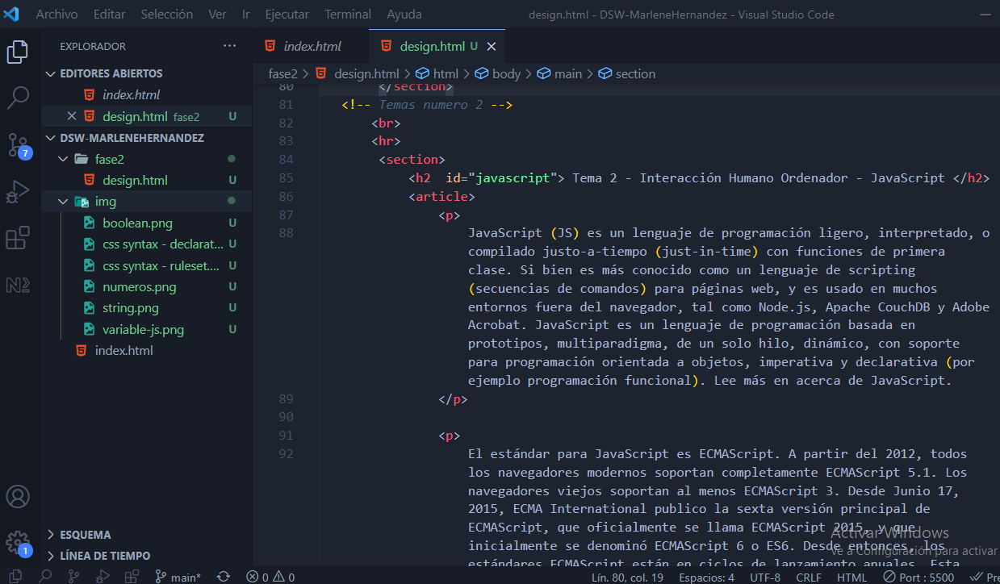 Archivo Editar Selección Ver Ir Ejecutar Terminal Ayuda design.html - DSW-MarleneHernandez - Visual Studio Code
EXPLORADOR ···
EDITORES ABIERTOS
index.html
design.html fase2 U
DSW-MARLENEHERNANDEZ
fase2
design.html U
img
boolean.png U
css syntax - declarat... U
css syntax - ruleset.... U
numeros.png U
string.png U
variable-js.png U
index.html
ESQUEMA
LÍNEA DE TIEMPO
7
N
1
index.html design.html U
fase2 > design.html > html > body > main > section
80 </section>
81 <!-- Temas numero 2 -->
82 <br>
83 <hr>
84 <section>
85 <h2 id="javascript"> Tema 2 - Interacción Humano Ordenador - JavaScript </h2>
86 <article>
87 <p>
88 JavaScript (JS) es un lenguaje de programación ligero, interpretado, o
compilado justo-a-tiempo (just-in-time) con funciones de primera
clase. Si bien es más conocido como un lenguaje de scripting
(secuencias de comandos) para páginas web, y es usado en muchos
entornos fuera del navegador, tal como Node.js, Apache CouchDB y Adobe
Acrobat. JavaScript es un lenguaje de programación basada en
prototipos, multiparadigma, de un solo hilo, dinámico, con soporte
para programación orientada a objetos, imperativa y declarativa (por
ejemplo programación funcional). Lee más en acerca de JavaScript.
89 </p>
90
91 <p>
92 El estándar para JavaScript es ECMAScript. A partir del 2012, todos
los navegadores modernos soportan completamente ECMAScript 5.1. Los
navegadores viejos soportan al menos ECMAScript 3. Desde Junio 17,
2015, ECMA International publico la sexta versión principal de
ECMAScript, que oficialmente se llama ECMAScript 2015, y que
inicialmente se denominó ECMAScript 6 o ES6. Desde entonces, los
estándares ECMAScript están en ciclos de lanzamiento anuales. Esta
Activar Windows
Ve a Configuración para activar
main* 0 0 Lín. 80, col. 19 Espacios: 4 UTF-8 CRLF HTML Port : 5500 Pre